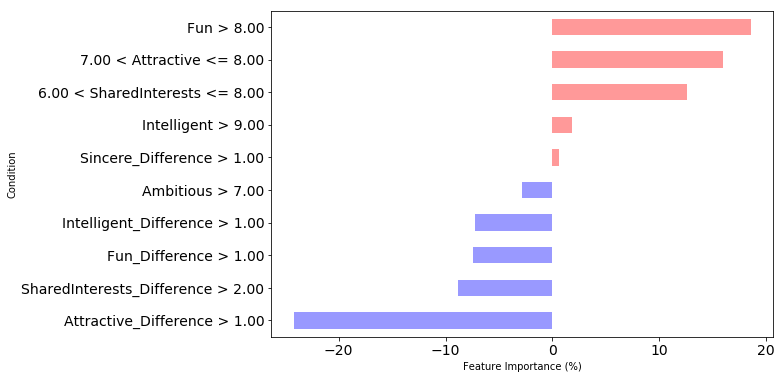 Fun > 8.00
7.00 < Attractive <= 8.00
6.00 < SharedInterests <= 8.00
Intelligent > 9.00
Sincere_Difference > 1.00
Ambitious > 7.00
Intelligent_Difference > 1.00
Fun_Difference > 1.00
SharedInterests_Difference > 2.00
Attractive_Difference > 1.00
Condition
−20 −10 0 10 20
Feature Importance (%)